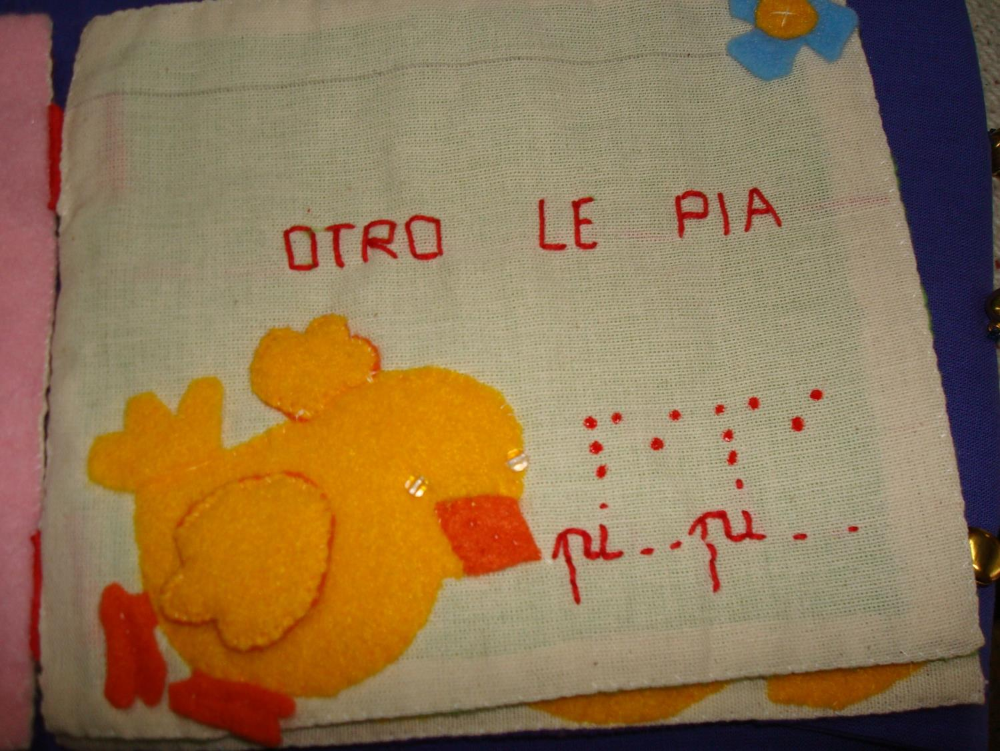 OTRO LE PIA
⠏⠊ ⠏⠊
pi--pi--